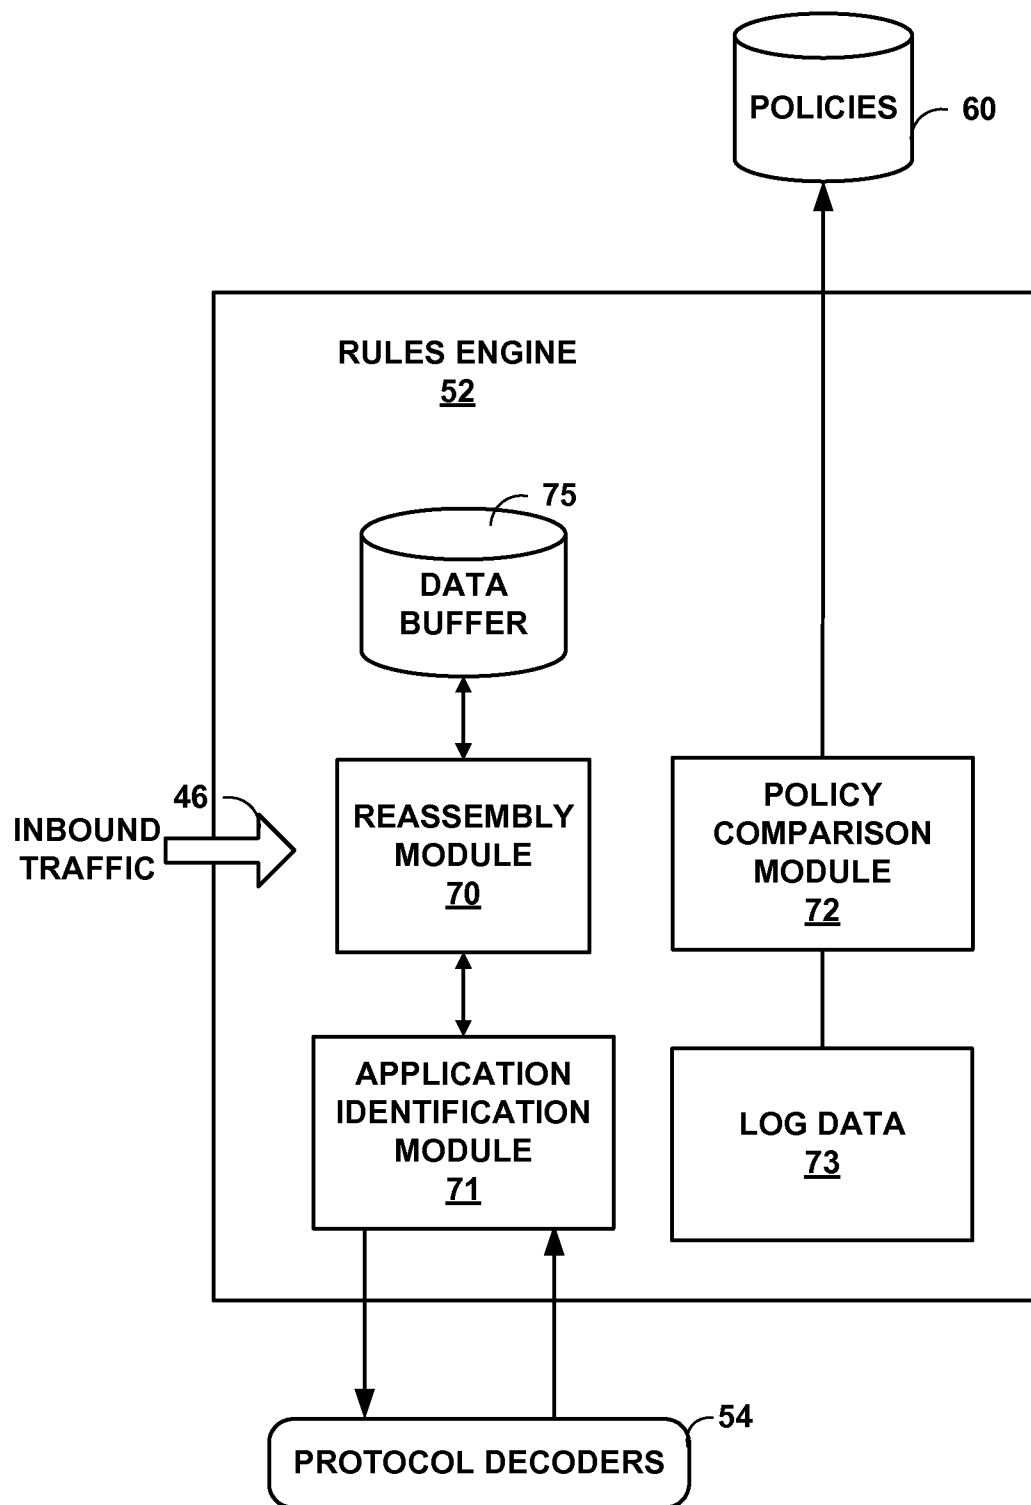 POLICIES
60
RULES ENGINE
52
75
DATA
BUFFER
46
INBOUND
TRAFFIC
REASSEMBLY
MODULE
70
POLICY
COMPARISON
MODULE
72
APPLICATION
IDENTIFICATION
MODULE
71
LOG DATA
73
54
PROTOCOL DECODERS